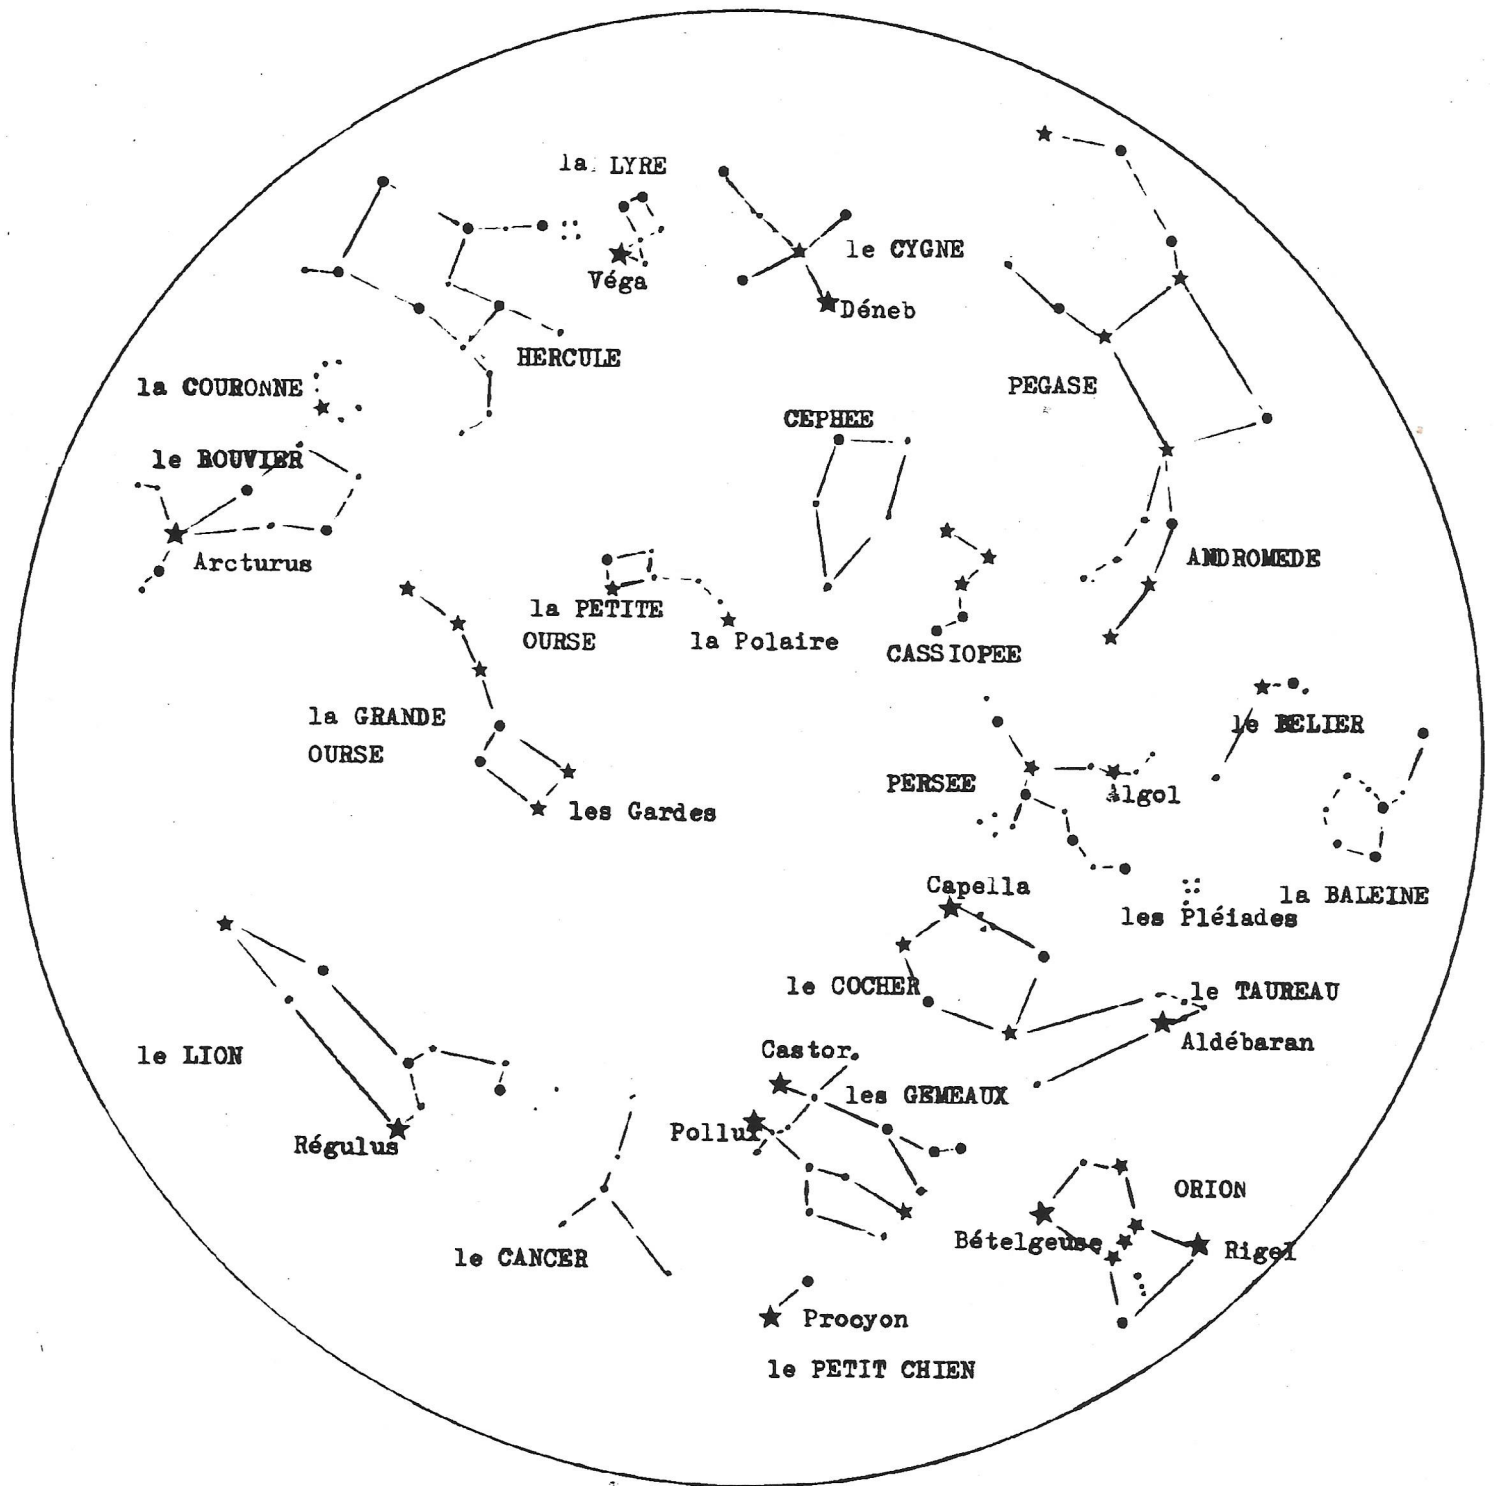 la LYRE
le CYGNE
Véga
Déneb
HERCULE
la COURONNE
PEGASE
CEPHEE
le BOUVIER
Arcturus
ANDROMEDE
la PETITE
OURSE
la Polaire
CASSIOPEE
la GRANDE
OURSE
le BELIER
PERSEE
Algol
les Gardes
Capella
la BALEINE
les Pléiades
le COCHER
le TAUREAU
Aldébaran
le LION
Castor
les GEMEAUX
Pollux
Régulus
ORION
Bételgeuse
Rigel
le CANCER
Procyon
le PETIT CHIEN